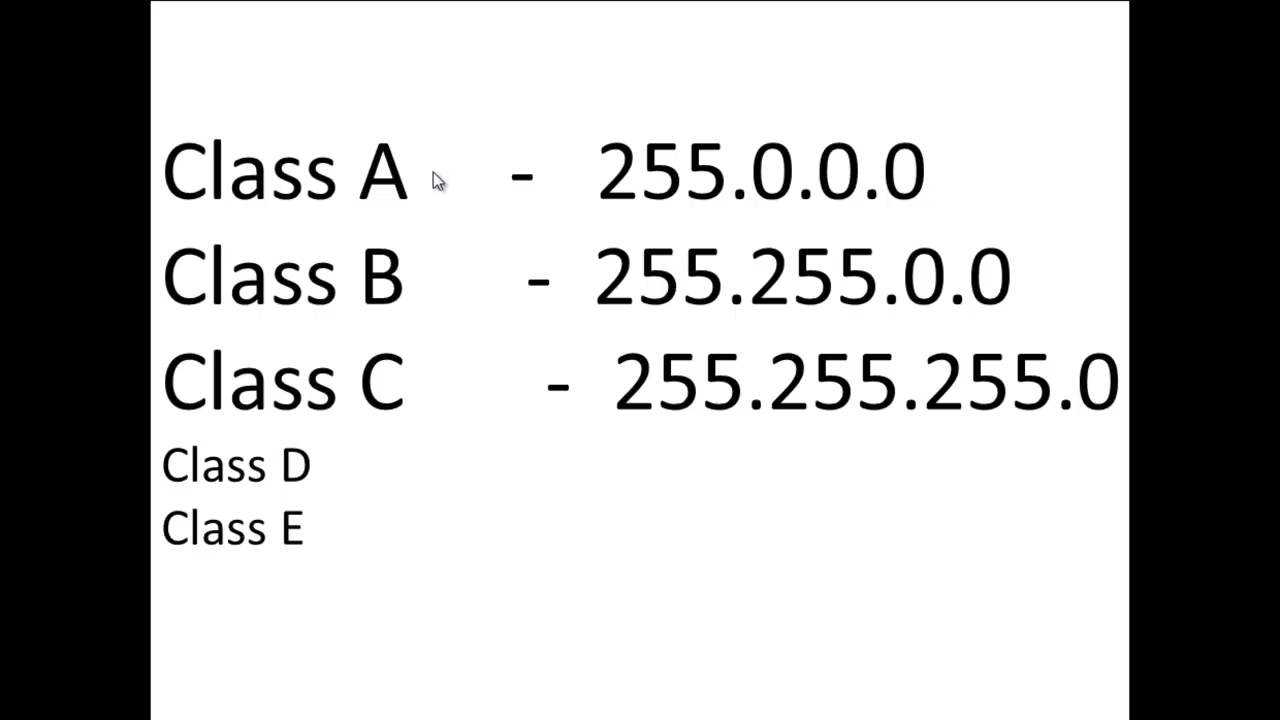 Class A - 255.0.0.0
Class B - 255.255.0.0
Class C - 255.255.255.0
Class D
Class E